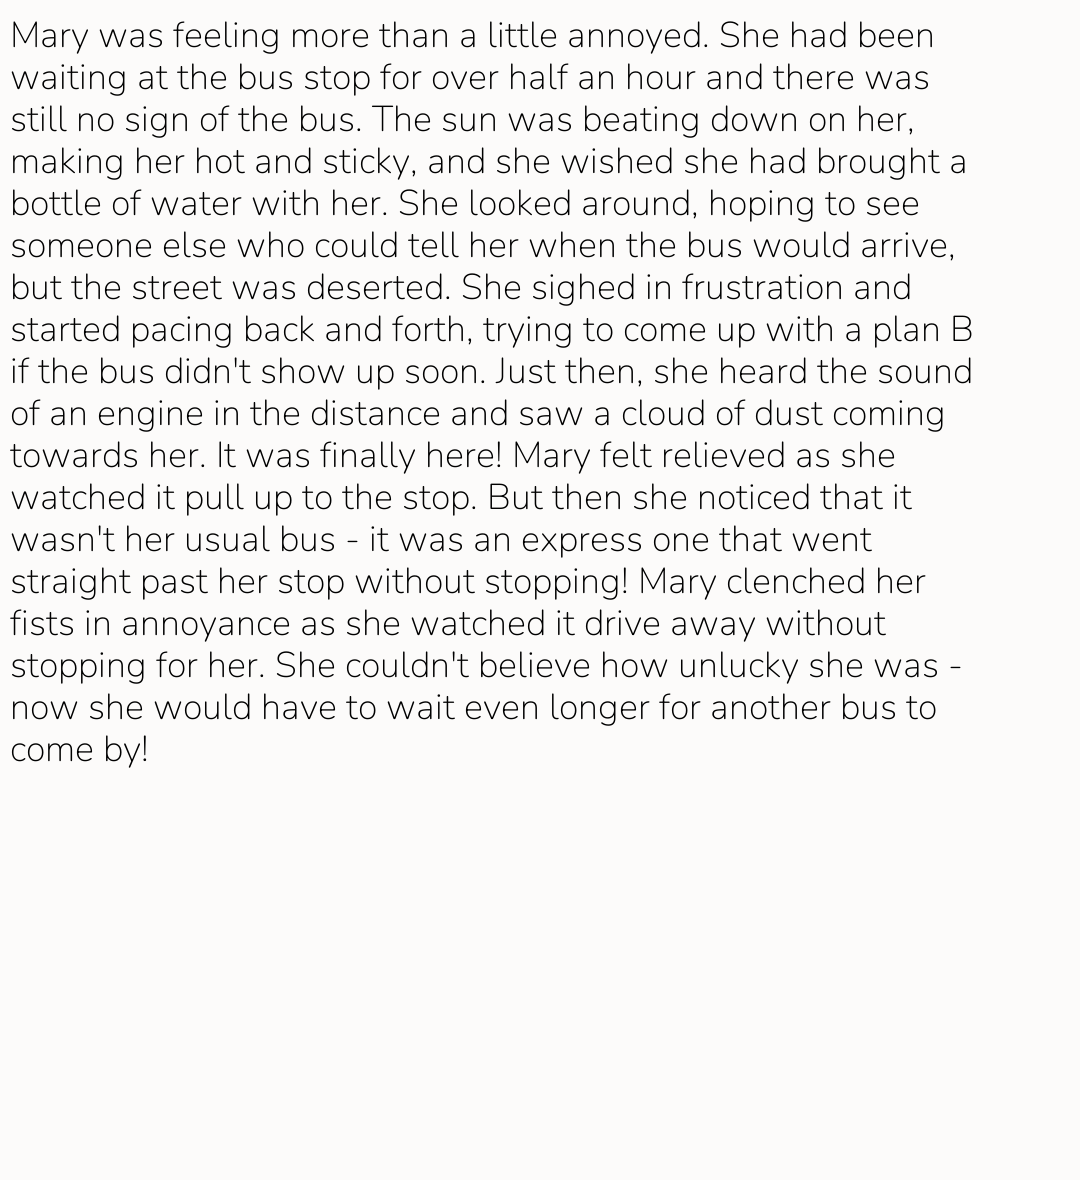 Mary was feeling more than a little annoyed. She had been
waiting at the bus stop for over half an hour and there was
still no sign of the bus. The sun was beating down on her,
making her hot and sticky, and she wished she had brought a
bottle of water with her. She looked around, hoping to see
someone else who could tell her when the bus would arrive,
but the street was deserted. She sighed in frustration and
started pacing back and forth, trying to come up with a plan B
if the bus didn't show up soon. Just then, she heard the sound
of an engine in the distance and saw a cloud of dust coming
towards her. It was finally here! Mary felt relieved as she
watched it pull up to the stop. But then she noticed that it
wasn't her usual bus - it was an express one that went
straight past her stop without stopping! Mary clenched her
fists in annoyance as she watched it drive away without
stopping for her. She couldn't believe how unlucky she was -
now she would have to wait even longer for another bus to
come by!